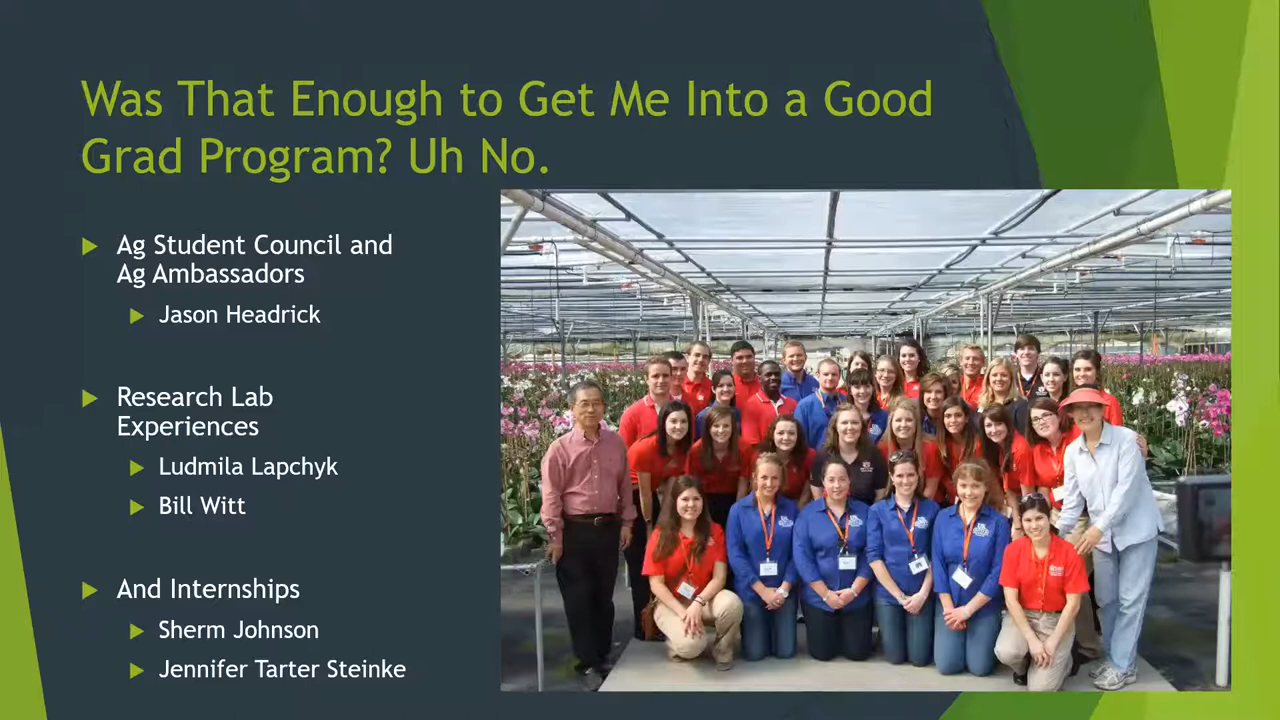 Was That Enough to Get Me Into a Good
Grad Program? Uh No.
Ag Student Council and
Ag Ambassadors
Jason Headrick
Research Lab
Experiences
Ludmila Lapchyk
Bill Witt
And Internships
Sherm Johnson
Jennifer Tarter Steinke